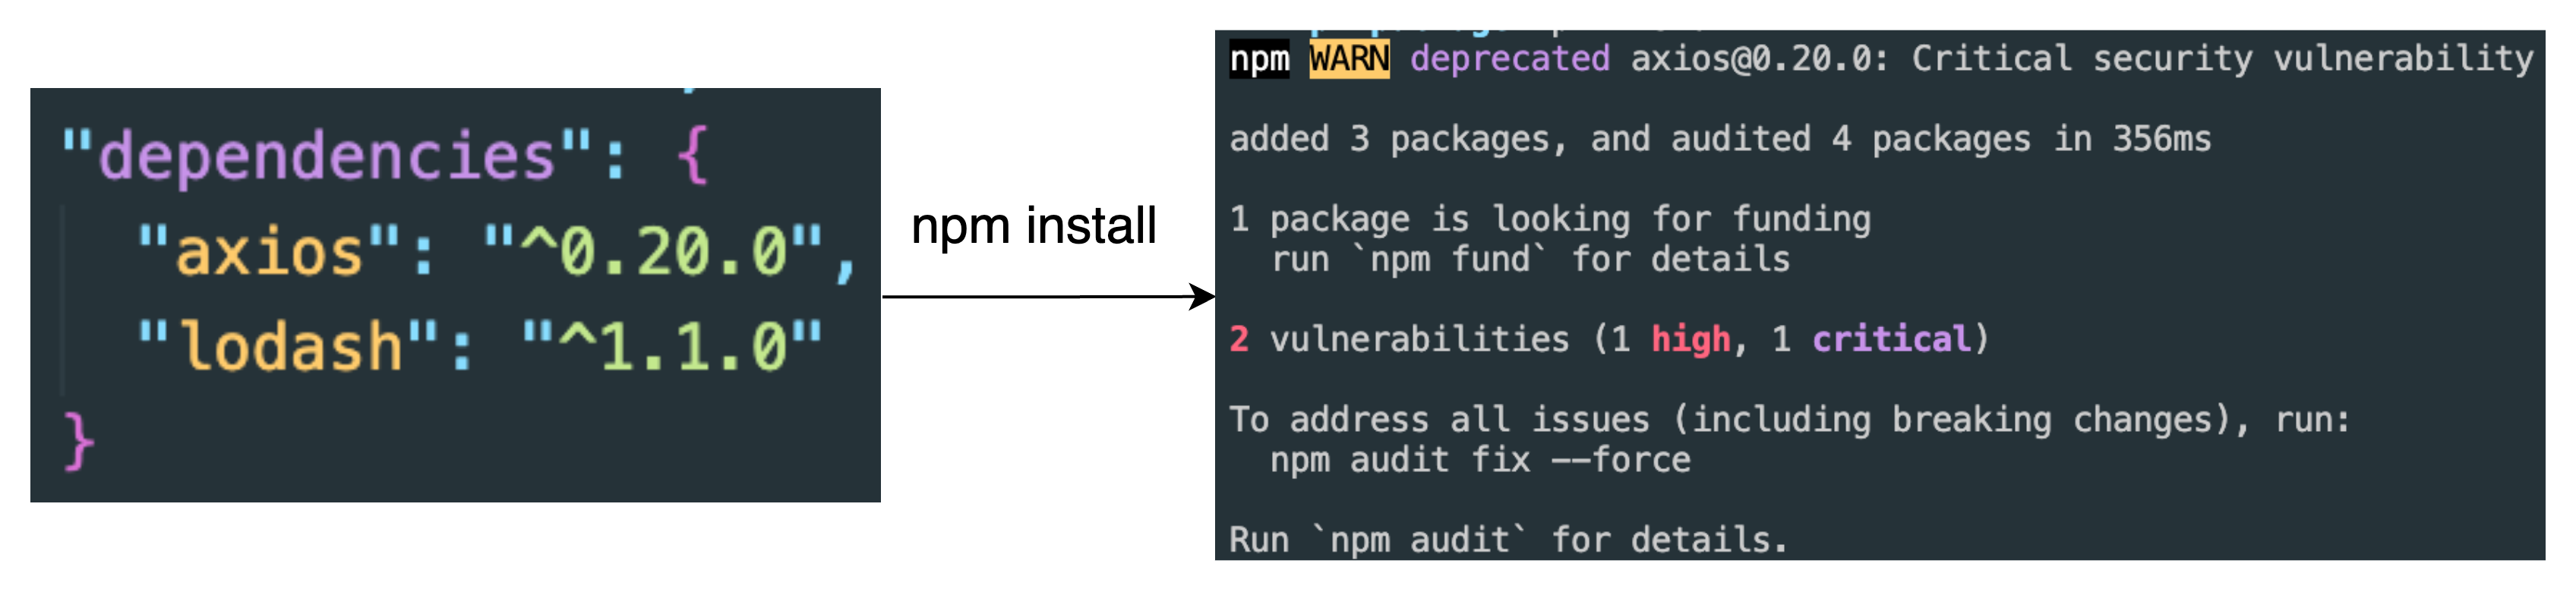 "dependencies": {
"axios": "^0.20.0",
"lodash": "^1.1.0"
}
npm install
npm WARN deprecated axios@0.20.0: Critical security vulnerability
added 3 packages, and audited 4 packages in 356ms
1 package is looking for funding
run `npm fund` for details
2 vulnerabilities (1 high, 1 critical)
To address all issues (including breaking changes), run:
npm audit fix --force
Run `npm audit` for details.